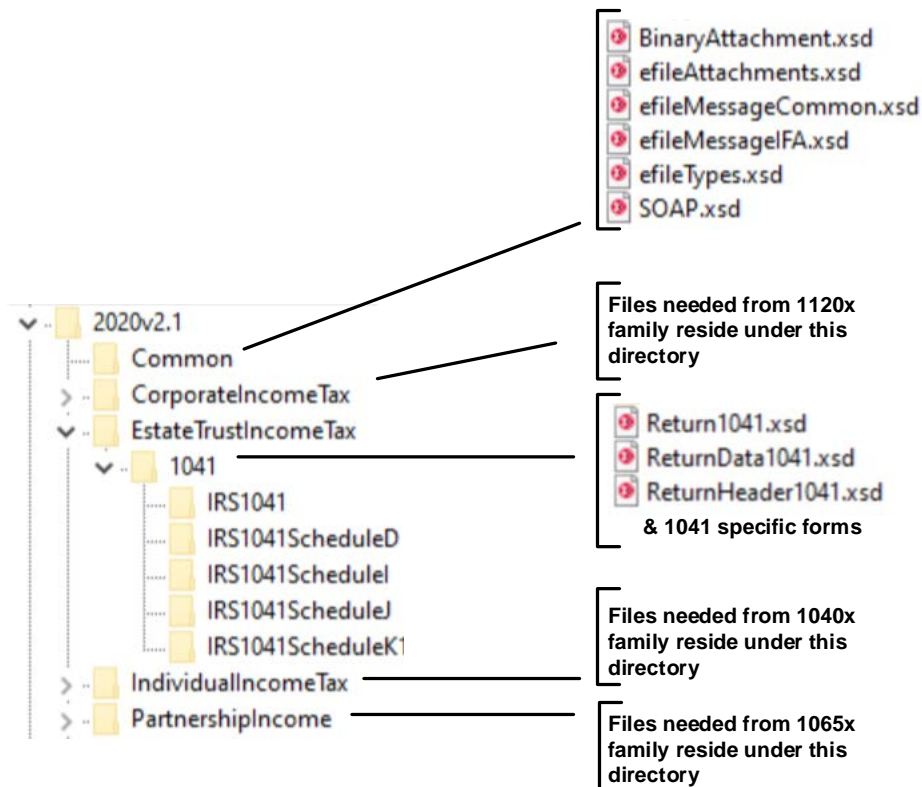 BinaryAttachment.xsd
efileAttachments.xsd
efileMessageCommon.xsd
efileMessageIFA.xsd
efileTypes.xsd
SOAP.xsd
2020v2.1
Common
CorporateIncomeTax
EstateTrustIncomeTax
1041
IRS1041
IRS1041ScheduleD
IRS1041ScheduleI
IRS1041ScheduleJ
IRS1041ScheduleK1
IndividualIncomeTax
PartnershipIncome
Files needed from 1120x
family reside under this
directory
Return1041.xsd
ReturnData1041.xsd
ReturnHeader1041.xsd
& 1041 specific forms
Files needed from 1040x
family reside under this
directory
Files needed from 1065x
family reside under this
directory